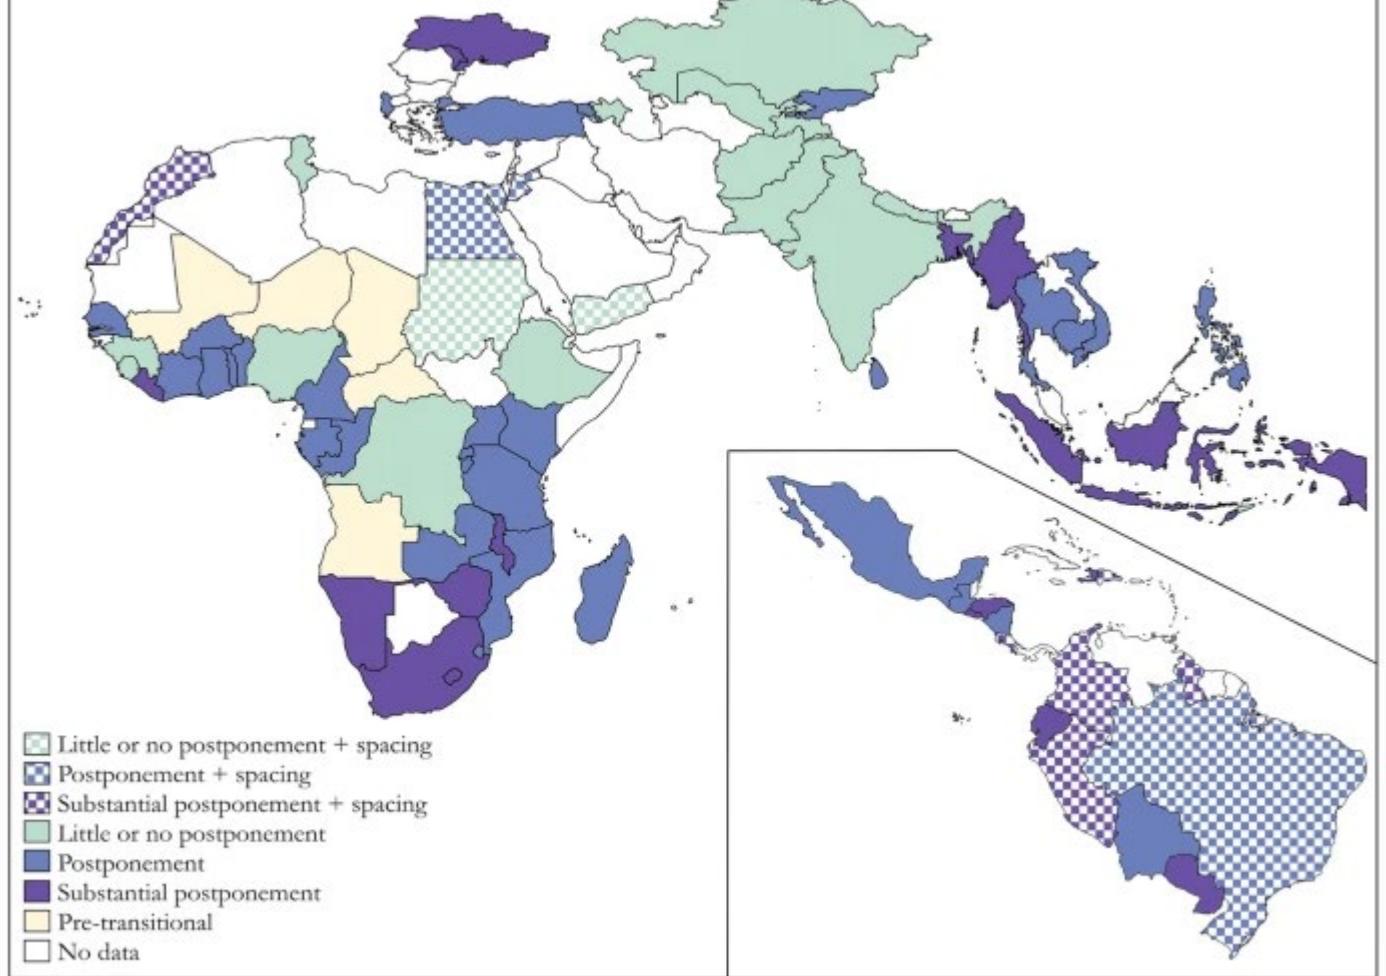 Little or no postponement + spacing
Postponement + spacing
Substantial postponement + spacing
Little or no postponement
Postponement
Substantial postponement
Pre-transitional
No data